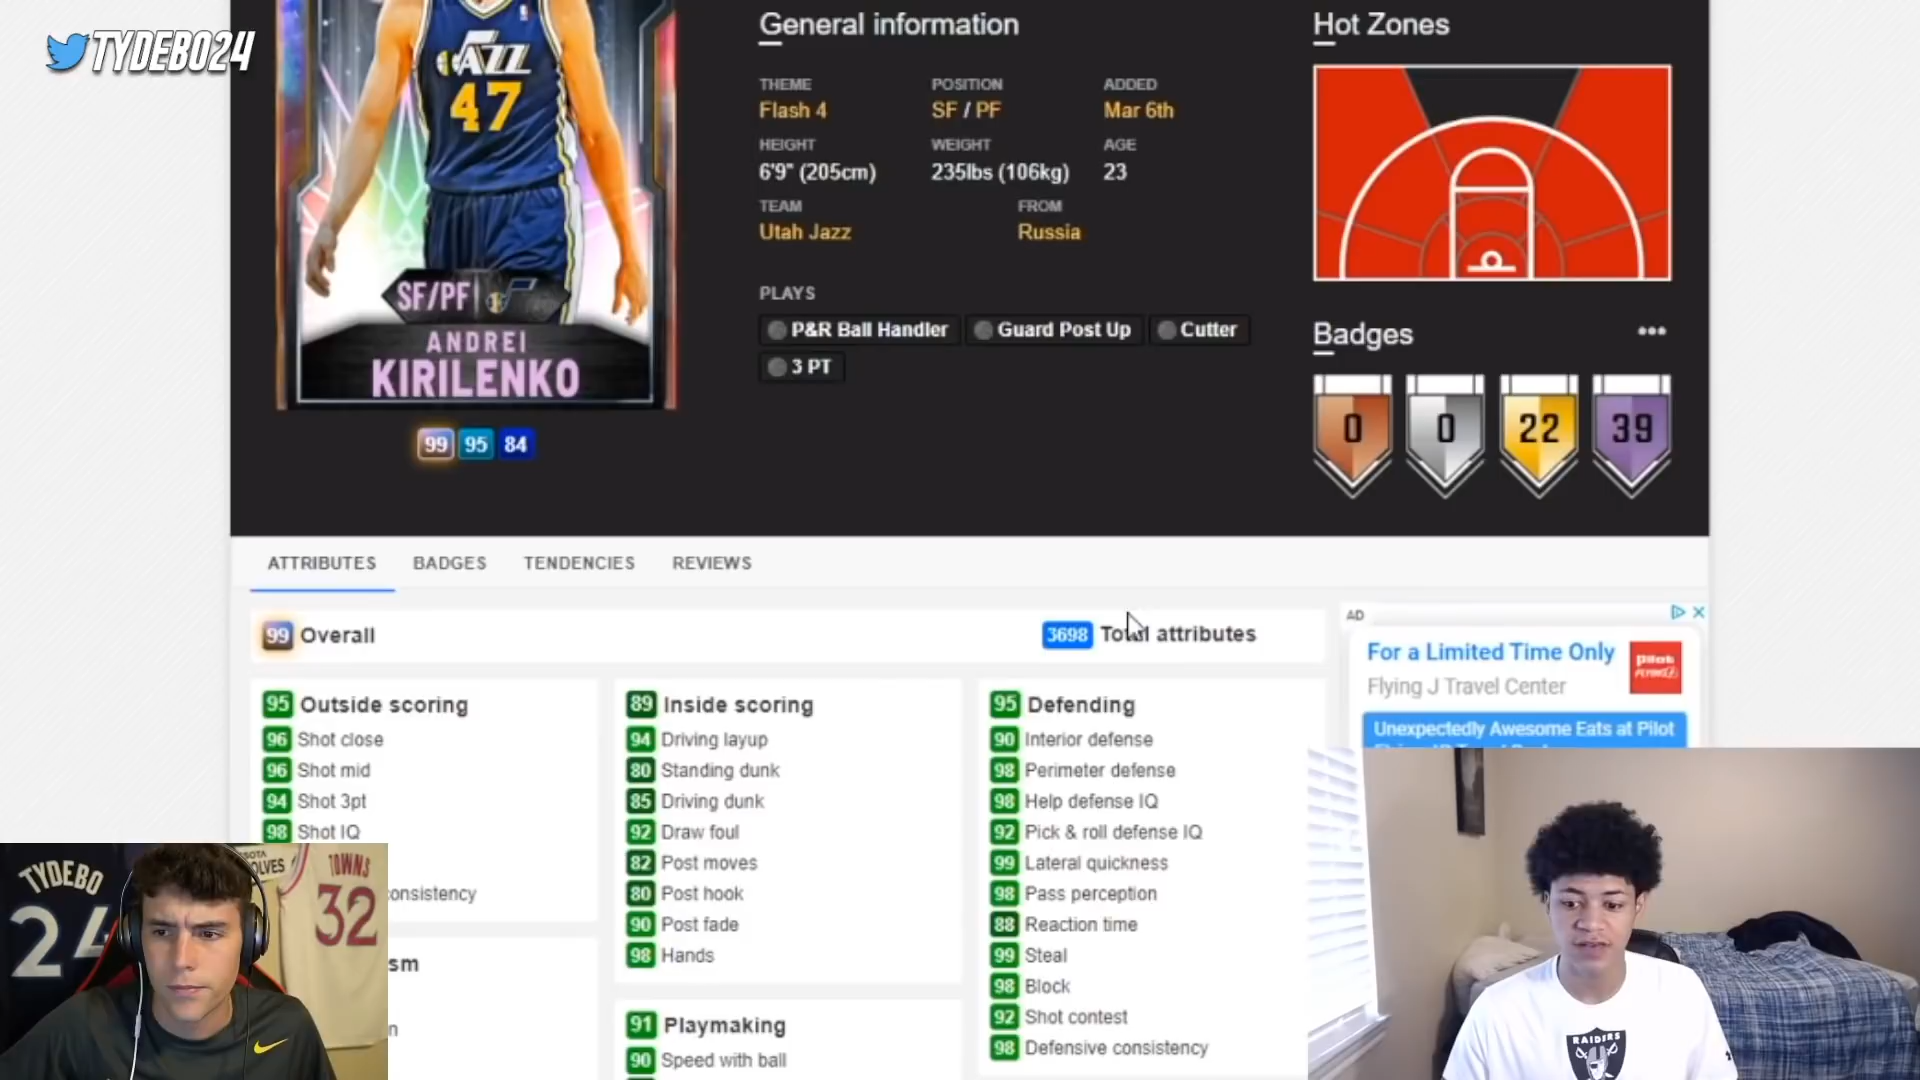 TYDEBO24
JAZZ
47
SF/PF
ANDREI
KIRILENKO
99 95 84
General information
THEME
Flash 4
POSITION
SF / PF
ADDED
Mar 6th
HEIGHT
6'9" (205cm)
WEIGHT
235lbs (106kg)
AGE
23
TEAM
Utah Jazz
FROM
Russia
PLAYS
P&R Ball Handler
Guard Post Up
Cutter
3 PT
Hot Zones
Badges
0 0 22 39
ATTRIBUTES BADGES TENDENCIES REVIEWS
99 Overall
3698 Total attributes
95 Outside scoring
96 Shot close
96 Shot mid
94 Shot 3pt
98 Shot IQ
consistency
sm
n
89 Inside scoring
94 Driving layup
80 Standing dunk
85 Driving dunk
92 Draw foul
82 Post moves
80 Post hook
90 Post fade
98 Hands
91 Playmaking
90 Speed with ball
95 Defending
90 Interior defense
98 Perimeter defense
98 Help defense IQ
92 Pick & roll defense IQ
99 Lateral quickness
98 Pass perception
88 Reaction time
99 Steal
98 Block
92 Shot contest
98 Defensive consistency
AD
For a Limited Time Only
Flying J Travel Center
Pilot
FLYING J
Unexpectedly Awesome Eats at Pilot
TYDEBO
24
SOTA
OLVES
TOWNS
32
RAIDERS